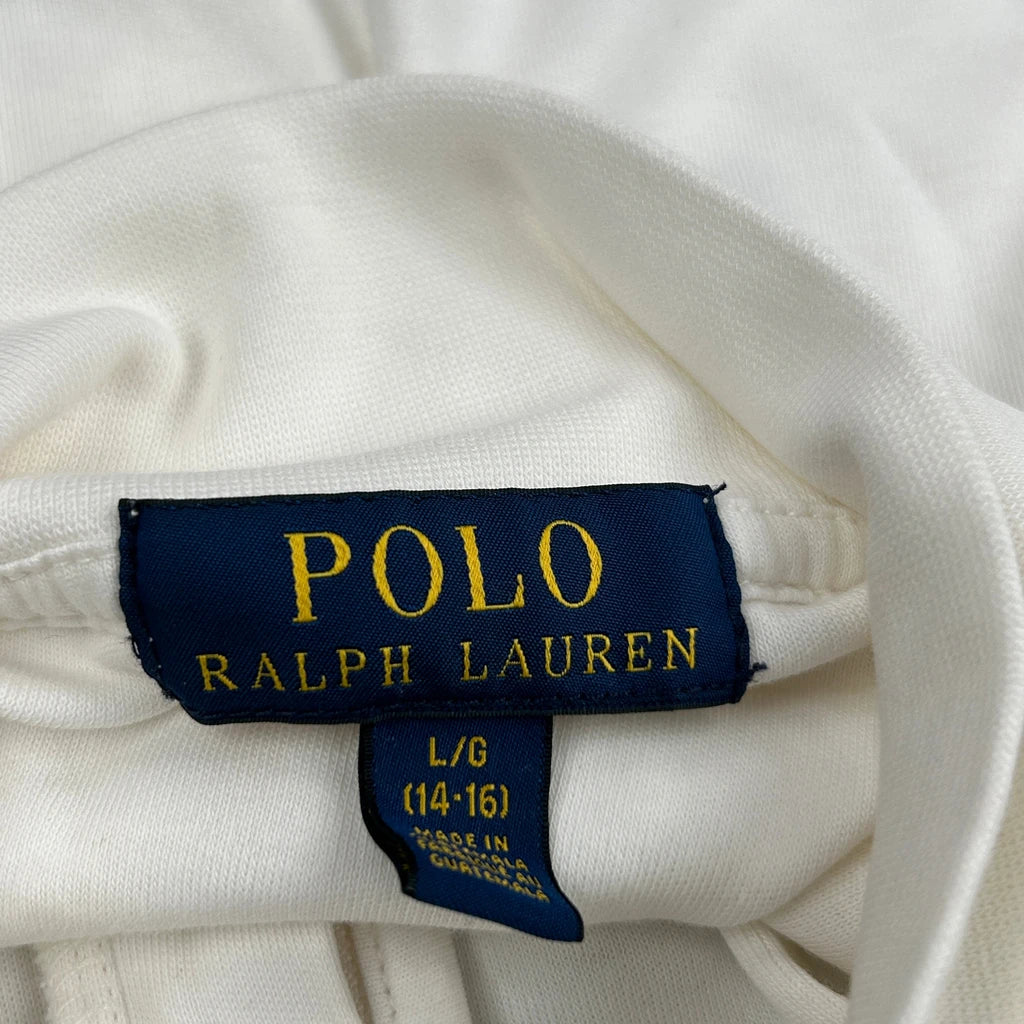 POLO
RALPH LAUREN
L/G
(14-16)
MADE IN
GUATEMALA